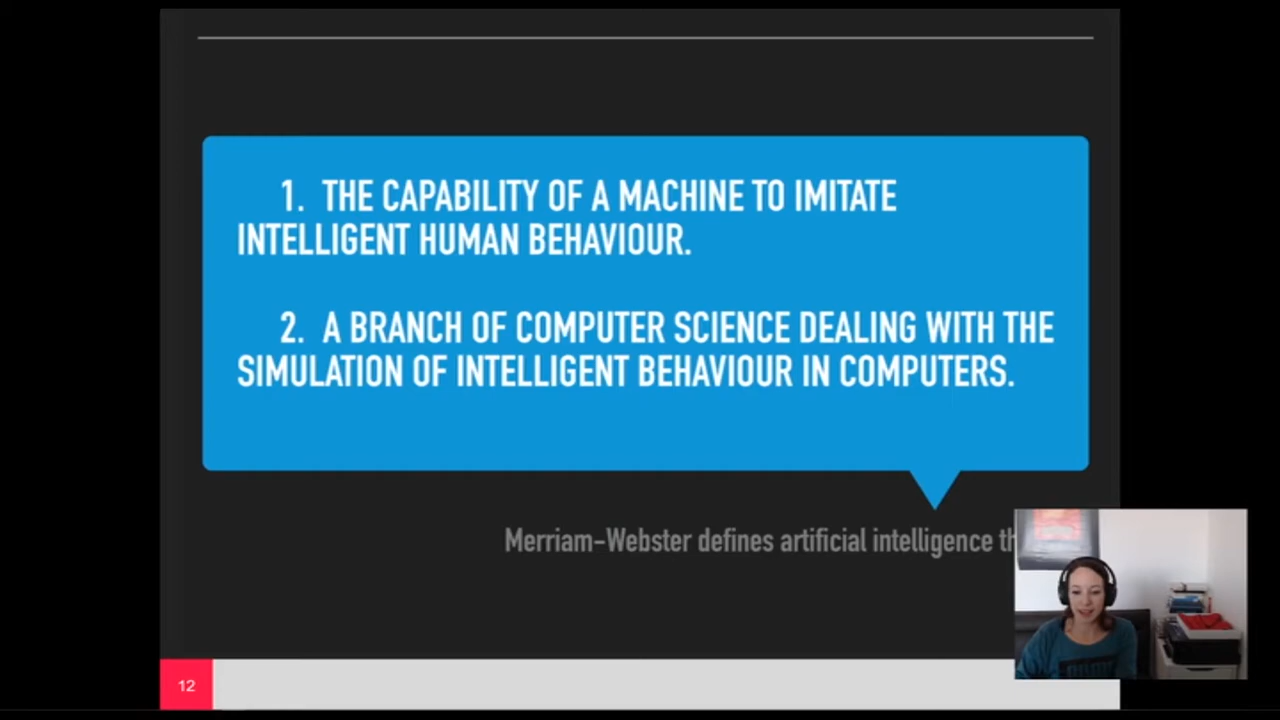 1. THE CAPABILITY OF A MACHINE TO IMITATE
INTELLIGENT HUMAN BEHAVIOUR.
2. A BRANCH OF COMPUTER SCIENCE DEALING WITH THE
SIMULATION OF INTELLIGENT BEHAVIOUR IN COMPUTERS.
Merriam-Webster defines artificial intelligence
12